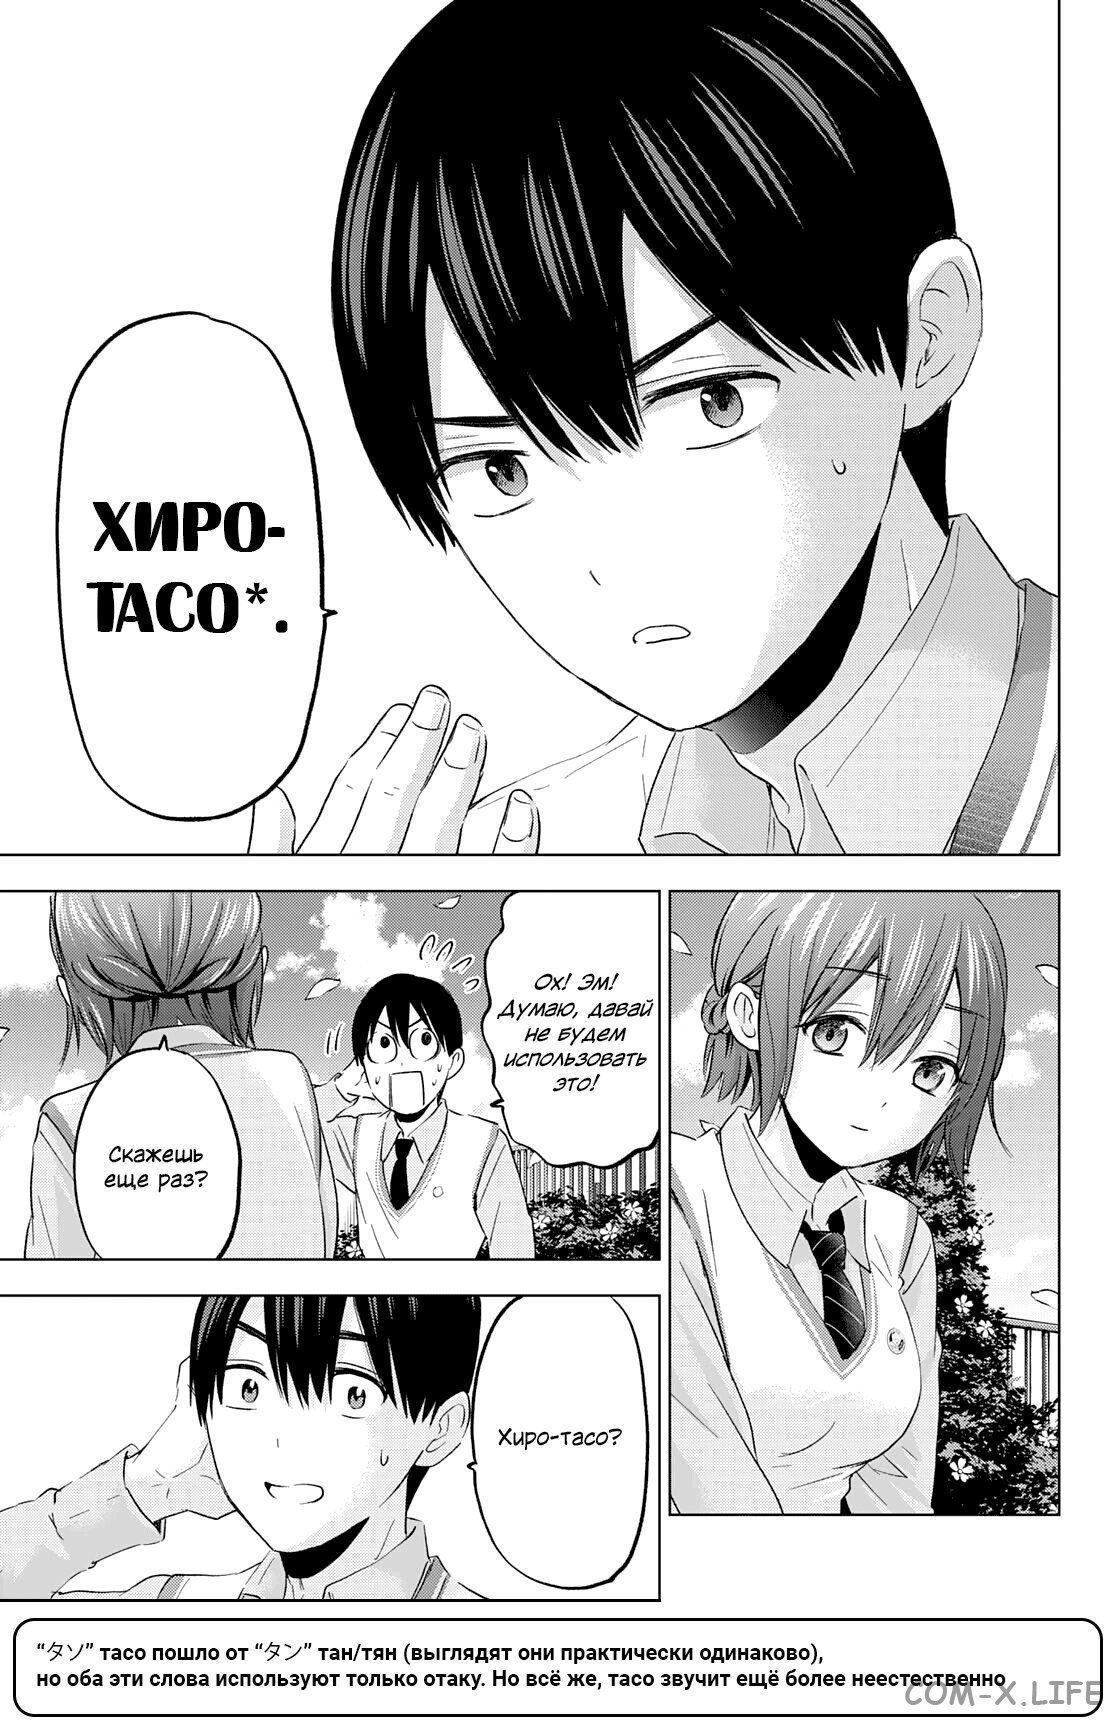 ХИРО-
ТАСО*.
Ох! Эм!
Думаю, давай
не будем
использовать
это!
Скажешь
еще раз?
Хиро-тасо?
“タソ” тасо пошло от “タン” тан/тян (выглядят они практически одинаково),
но оба эти слова используют только отаку. Но всё же, тасо звучит ещё более неестественно
COM-X.LIFE